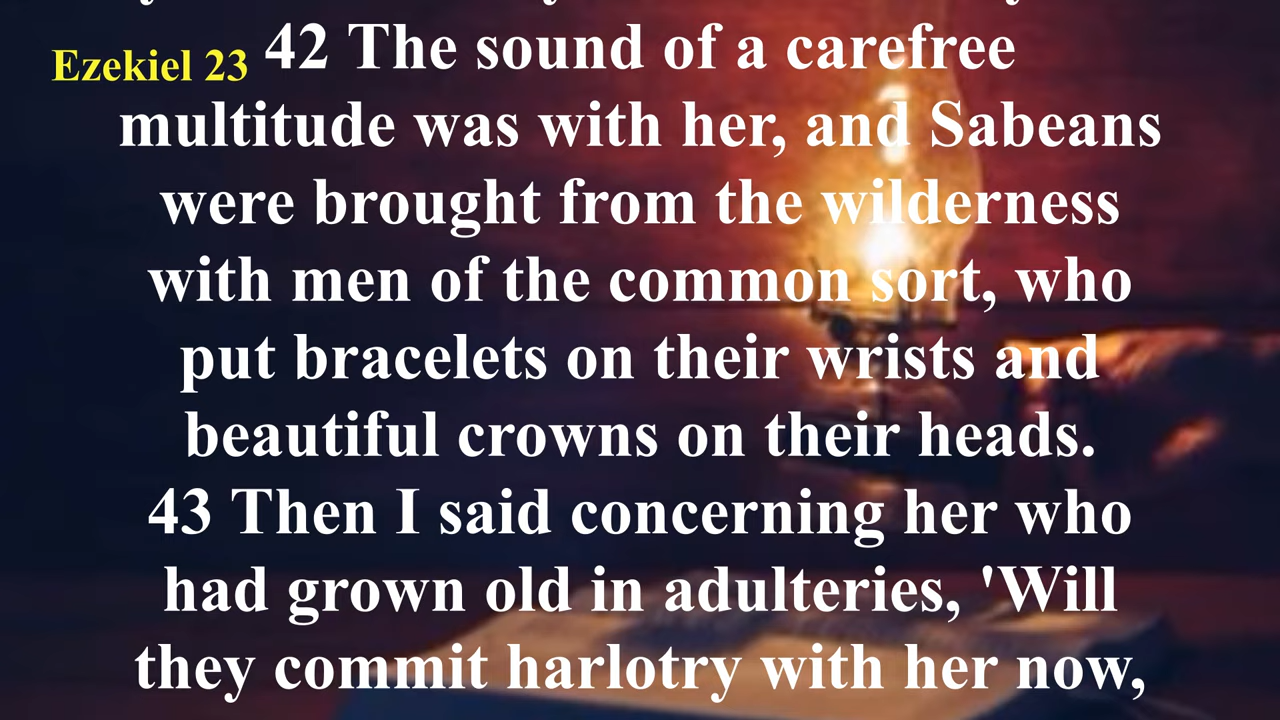 Ezekiel 23 42 The sound of a carefree
multitude was with her, and Sabeans
were brought from the wilderness
with men of the common sort, who
put bracelets on their wrists and
beautiful crowns on their heads.
43 Then I said concerning her who
had grown old in adulteries, 'Will
they commit harlotry with her now,